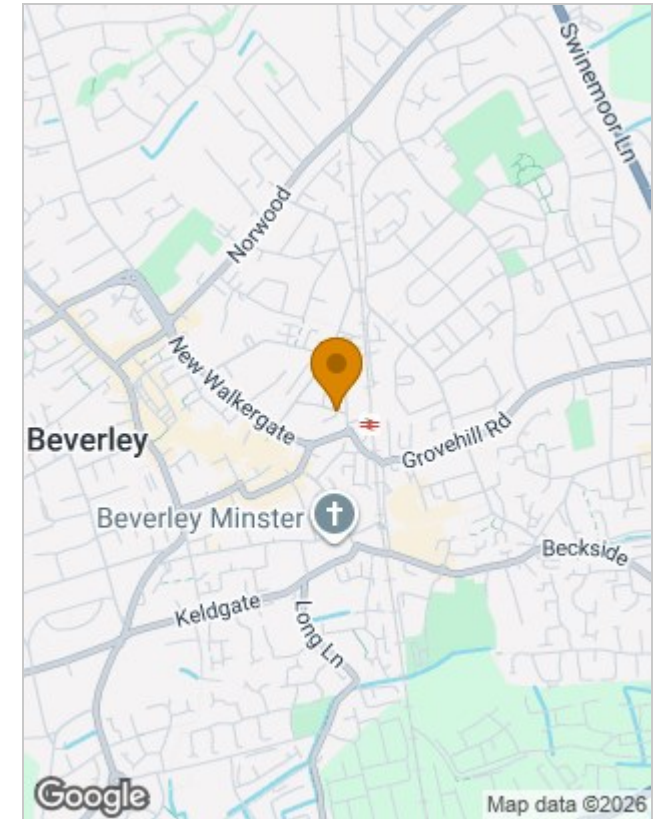 Swinemoor Ln
Norwood
New Walkergate
Beverley
Grovehill Rd
Beverley Minster
Beckside
Keldgate
Long Ln
Google
Map data ©2026